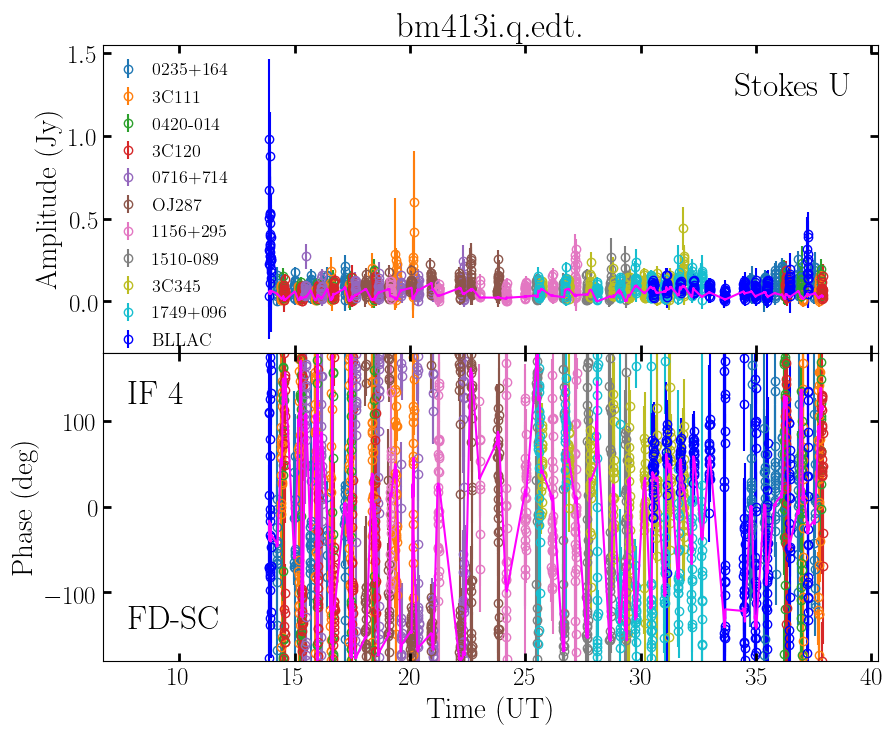 bm413i.q.edt.
1.5
1.0
0.5
0.0
Amplitude (Jy)
0235+164
3C111
0420-014
3C120
0716+714
OJ287
1156+295
1510-089
3C345
1749+096
BLLAC
Stokes U
IF 4
FD-SC
100
0
−100
Phase (deg)
10 15 20 25 30 35 40
Time (UT)